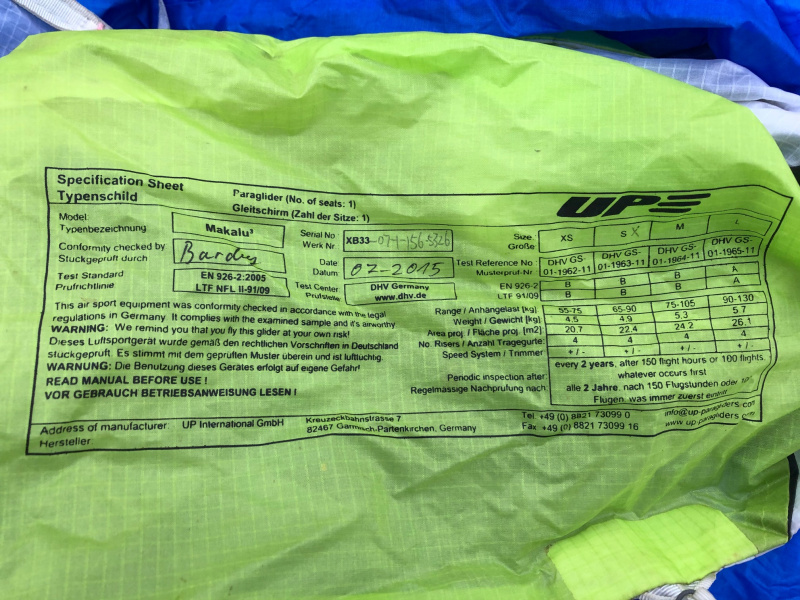 Specification Sheet
Typenschild
Paraglider (No. of seats: 1)
Gleitschirm (Zahl der Sitze: 1)
UP
Model
Typenbezeichnung
Makalu³
Serial No
Werk Nr
XB33-07-1-156-5326
Size
Größe
XS
S X
M
L
Conformity checked by
Stückgeprüft durch
Date
Datum
02-2015
Test Reference No
Musterprüf-Nr
DHV GS-
01-1962-11
DHV GS-
01-1963-11
DHV GS-
01-1964-11
DHV GS-
01-1965-11
Test Standard
Prüfrichtlinie
EN 926-2:2005
LTF NFL II-91/09
Test Center
Prüfstelle
DHV Germany
www.dhv.de
EN 926-2 B B B A
LTF 91/09 B B B A
This air sport equipment was conformity checked in accordance with the legal
regulations in Germany. It complies with the examined sample and it's airworthy
WARNING: We remind you that you fly this glider at your own risk!
Dieses Luftsportgerät wurde gemäß den rechtlichen Vorschriften in Deutschland
stückgeprüft. Es stimmt mit dem geprüften Muster überein und ist lufttüchtig.
WARNUNG: Die Benutzung dieses Gerätes erfolgt auf eigene Gefahr!
READ MANUAL BEFORE USE !
VOR GEBRAUCH BETRIEBSANWEISUNG LESEN !
Range / Anhängelast [kg] 55-75 65-90 75-105 90-130
Weight / Gewicht [kg] 4.5 4.9 5.3 5.7
Area proj / Fläche proj. [m2] 20.7 22.4 24.2 26.1
No. Risers / Anzahl Tragegurte: 4 4 4 4
Speed System / Trimmer + / - + / - + / - + / -
Periodic inspection after:
Regelmässige Nachprüfung nach:
every 2 years, after 150 flight hours or 100 flights,
whatever occurs first
alle 2 Jahre, nach 150 Flugstunden oder
Flügen, was immer zuerst eintritt
Address of manufacturer
Hersteller
UP International GmbH
Kreuzeckbahnstrasse 7
82467 Garmisch-Partenkirchen, Germany
Tel +49 (0) 8821 73099 0
Fax +49 (0) 8821 73099 16
info@up-paragliders.com
www.up-paragliders.com